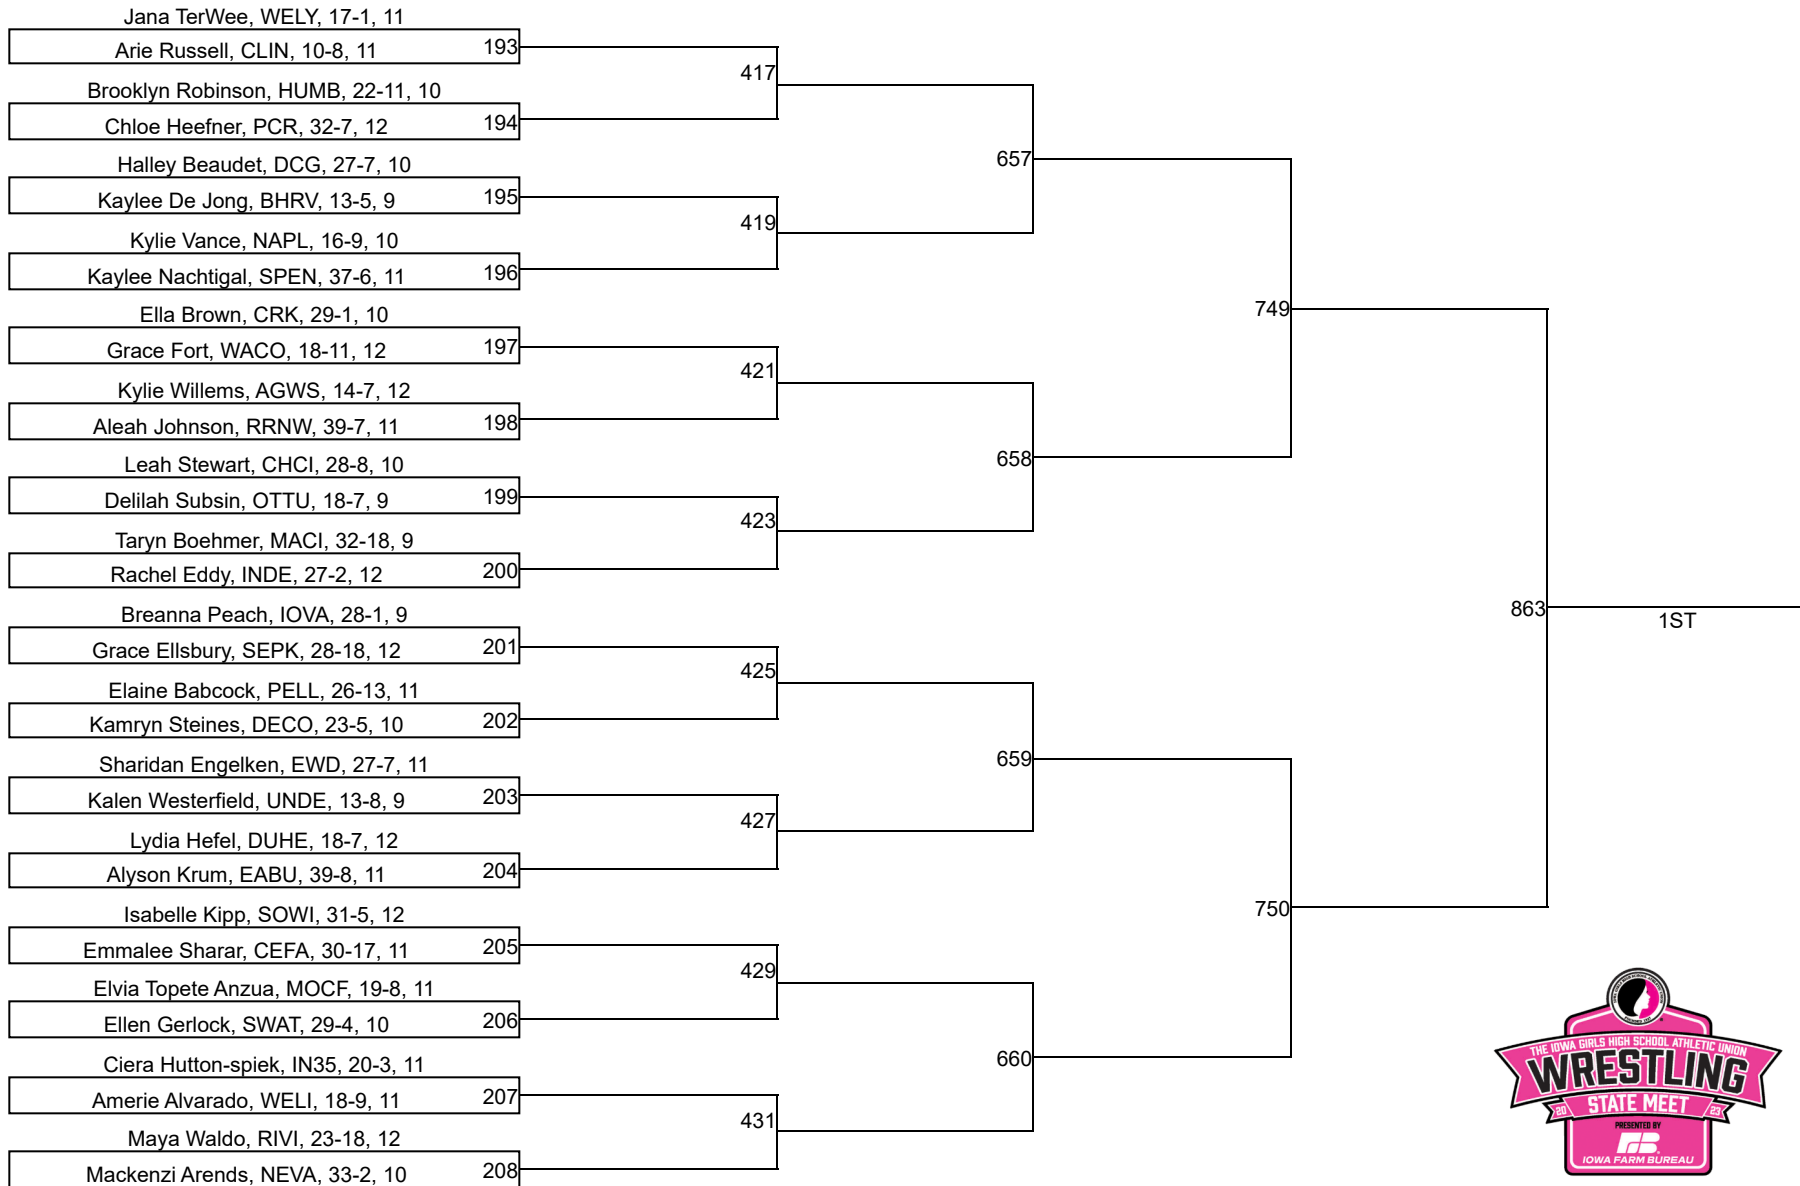 Jana TerWee, WELY, 17-1, 11
Arie Russell, CLIN, 10-8, 11
193
417
Brooklyn Robinson, HUMB, 22-11, 10
Chloe Heefner, PCR, 32-7, 12
194
657
Halley Beaudet, DCG, 27-7, 10
Kaylee De Jong, BHRV, 13-5, 9
195
419
Kylie Vance, NAPL, 16-9, 10
Kaylee Nachtigal, SPEN, 37-6, 11
196
749
Ella Brown, CRK, 29-1, 10
Grace Fort, WACO, 18-11, 12
197
421
Kylie Willems, AGWS, 14-7, 12
Aleah Johnson, RRNW, 39-7, 11
198
658
Leah Stewart, CHCI, 28-8, 10
Delilah Subsin, OTTU, 18-7, 9
199
423
Taryn Boehmer, MACI, 32-18, 9
Rachel Eddy, INDE, 27-2, 12
200
863
1ST
Breanna Peach, IOVA, 28-1, 9
Grace Ellsbury, SEPK, 28-18, 12
201
425
Elaine Babcock, PELL, 26-13, 11
Kamryn Steines, DECO, 23-5, 10
202
659
Sharidan Engelken, EWD, 27-7, 11
Kalen Westerfield, UNDE, 13-8, 9
203
427
Lydia Hefel, DUHE, 18-7, 12
Alyson Krum, EABU, 39-8, 11
204
750
Isabelle Kipp, SOWI, 31-5, 12
Emmalee Sharar, CEFA, 30-17, 11
205
429
Elvia Topete Anzua, MOCF, 19-8, 11
Ellen Gerlock, SWAT, 29-4, 10
206
660
Ciera Hutton-spiek, IN35, 20-3, 11
Amerie Alvarado, WELI, 18-9, 11
207
431
Maya Waldo, RIVI, 23-18, 12
Mackenzi Arends, NEVA, 33-2, 10
208
THE IOWA GIRLS HIGH SCHOOL ATHLETIC UNION
WRESTLING
20 STATE MEET 23
PRESENTED BY
FB
IOWA FARM BUREAU